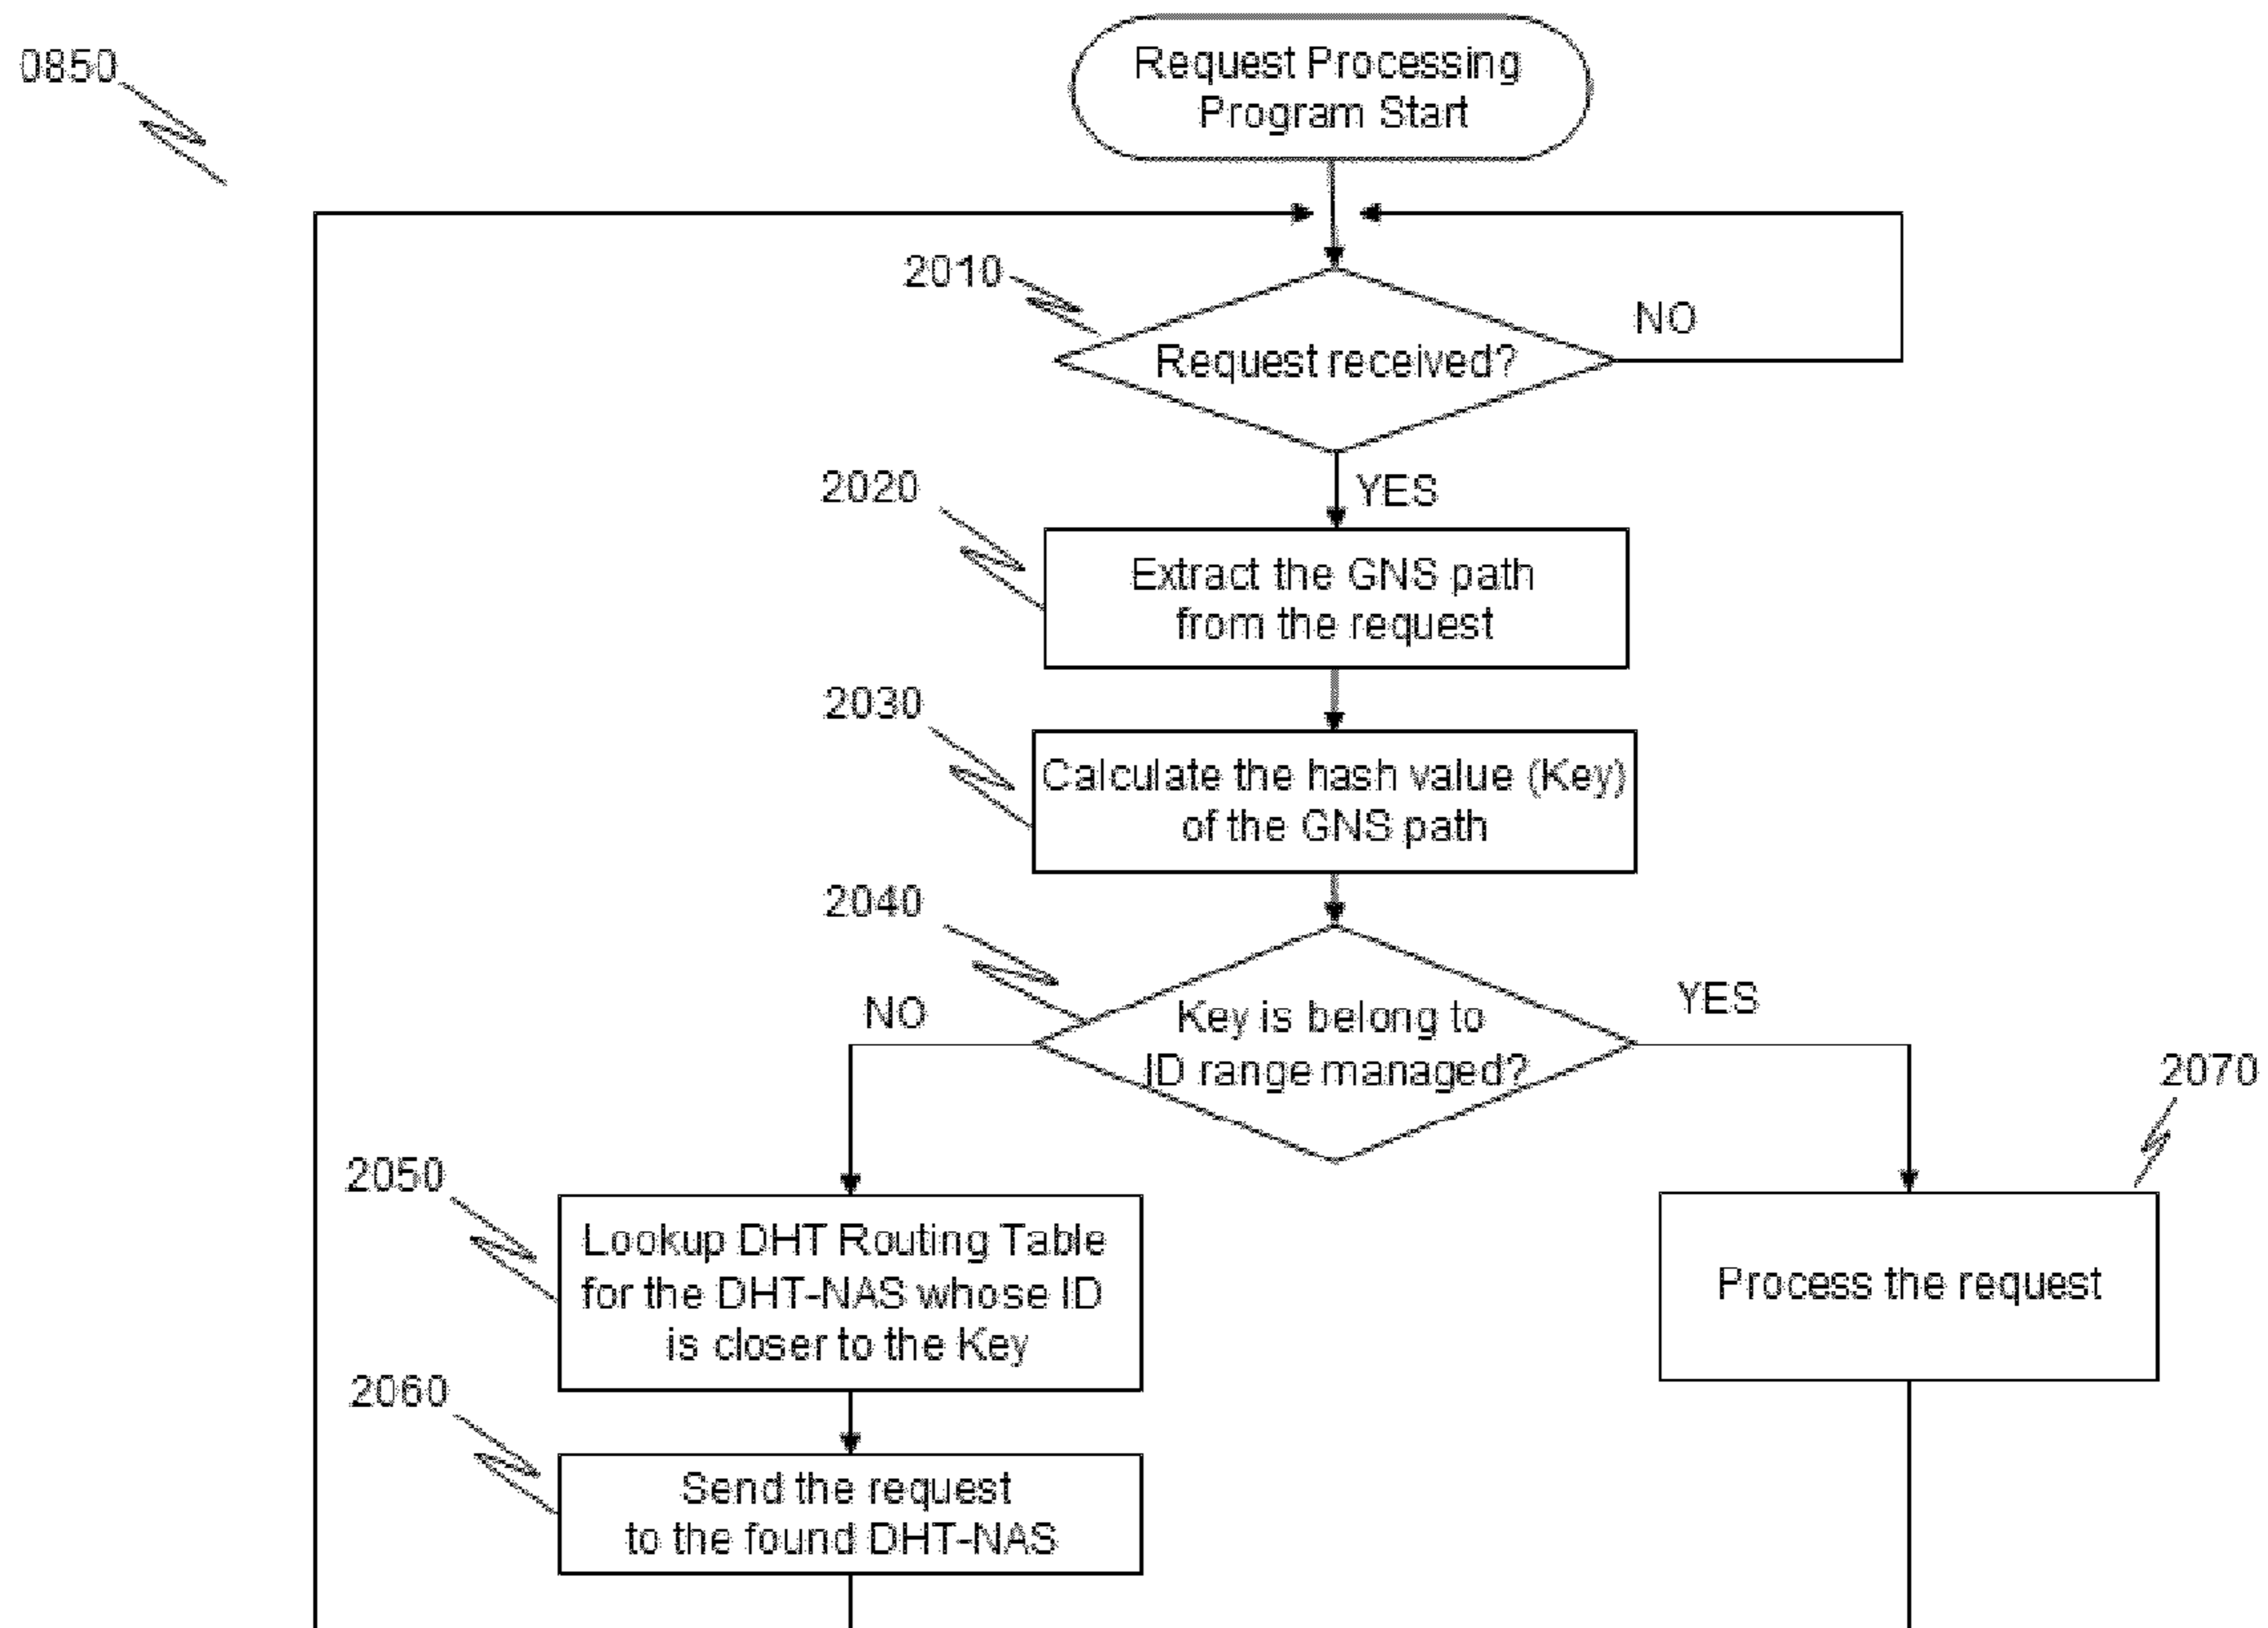 0850
Request Processing
Program Start
2010
NO
Request received?
2020
YES
Extract the GNS path
from the request
2030
Calculate the hash value (Key)
of the GNS path
2040
NO
YES
Key is belong to
ID range managed?
2070
2050
Lookup DHT Routing Table
for the DHT-NAS whose ID
is closer to the Key
Process the request
2060
Send the request
to the found DHT-NAS